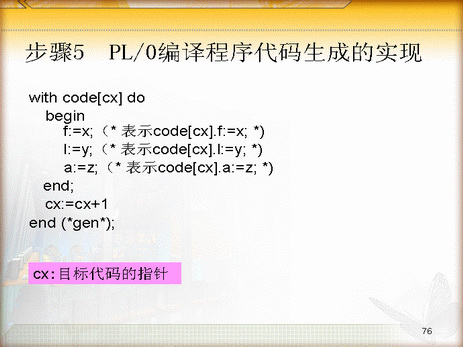 步骤5 PL/0编译程序代码生成的实现
with code[cx] do
begin
f:=x;（* 表示code[cx].f:=x; *)
l:=y;（* 表示code[cx].l:=y; *)
a:=z;（* 表示code[cx].a:=z; *)
end;
cx:=cx+1
end (*gen*);
cx:目标代码的指针
76